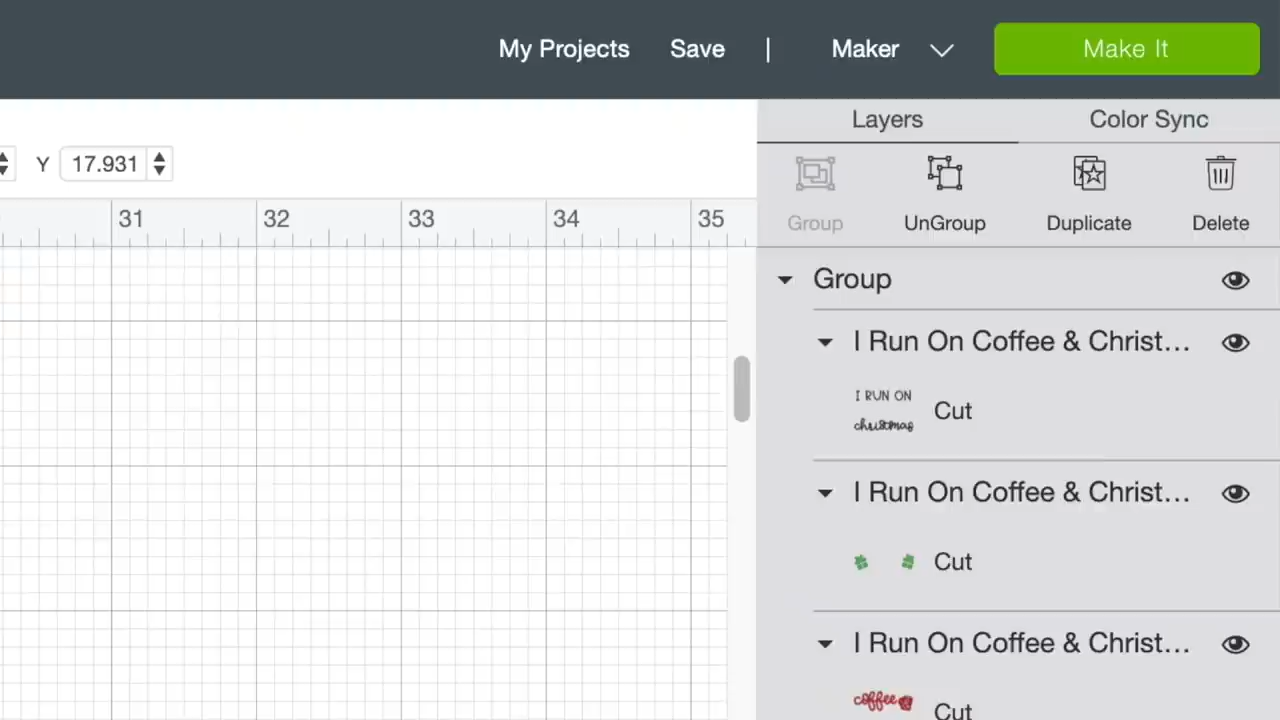 My Projects Save | Maker Make It
Layers Color Sync
Y 17.931
Group UnGroup Duplicate Delete
31 32 33 34 35
Group
I Run On Coffee & Christ...
I RUN ON
christmas
Cut
I Run On Coffee & Christ...
Cut
I Run On Coffee & Christ...
coffee
Cut